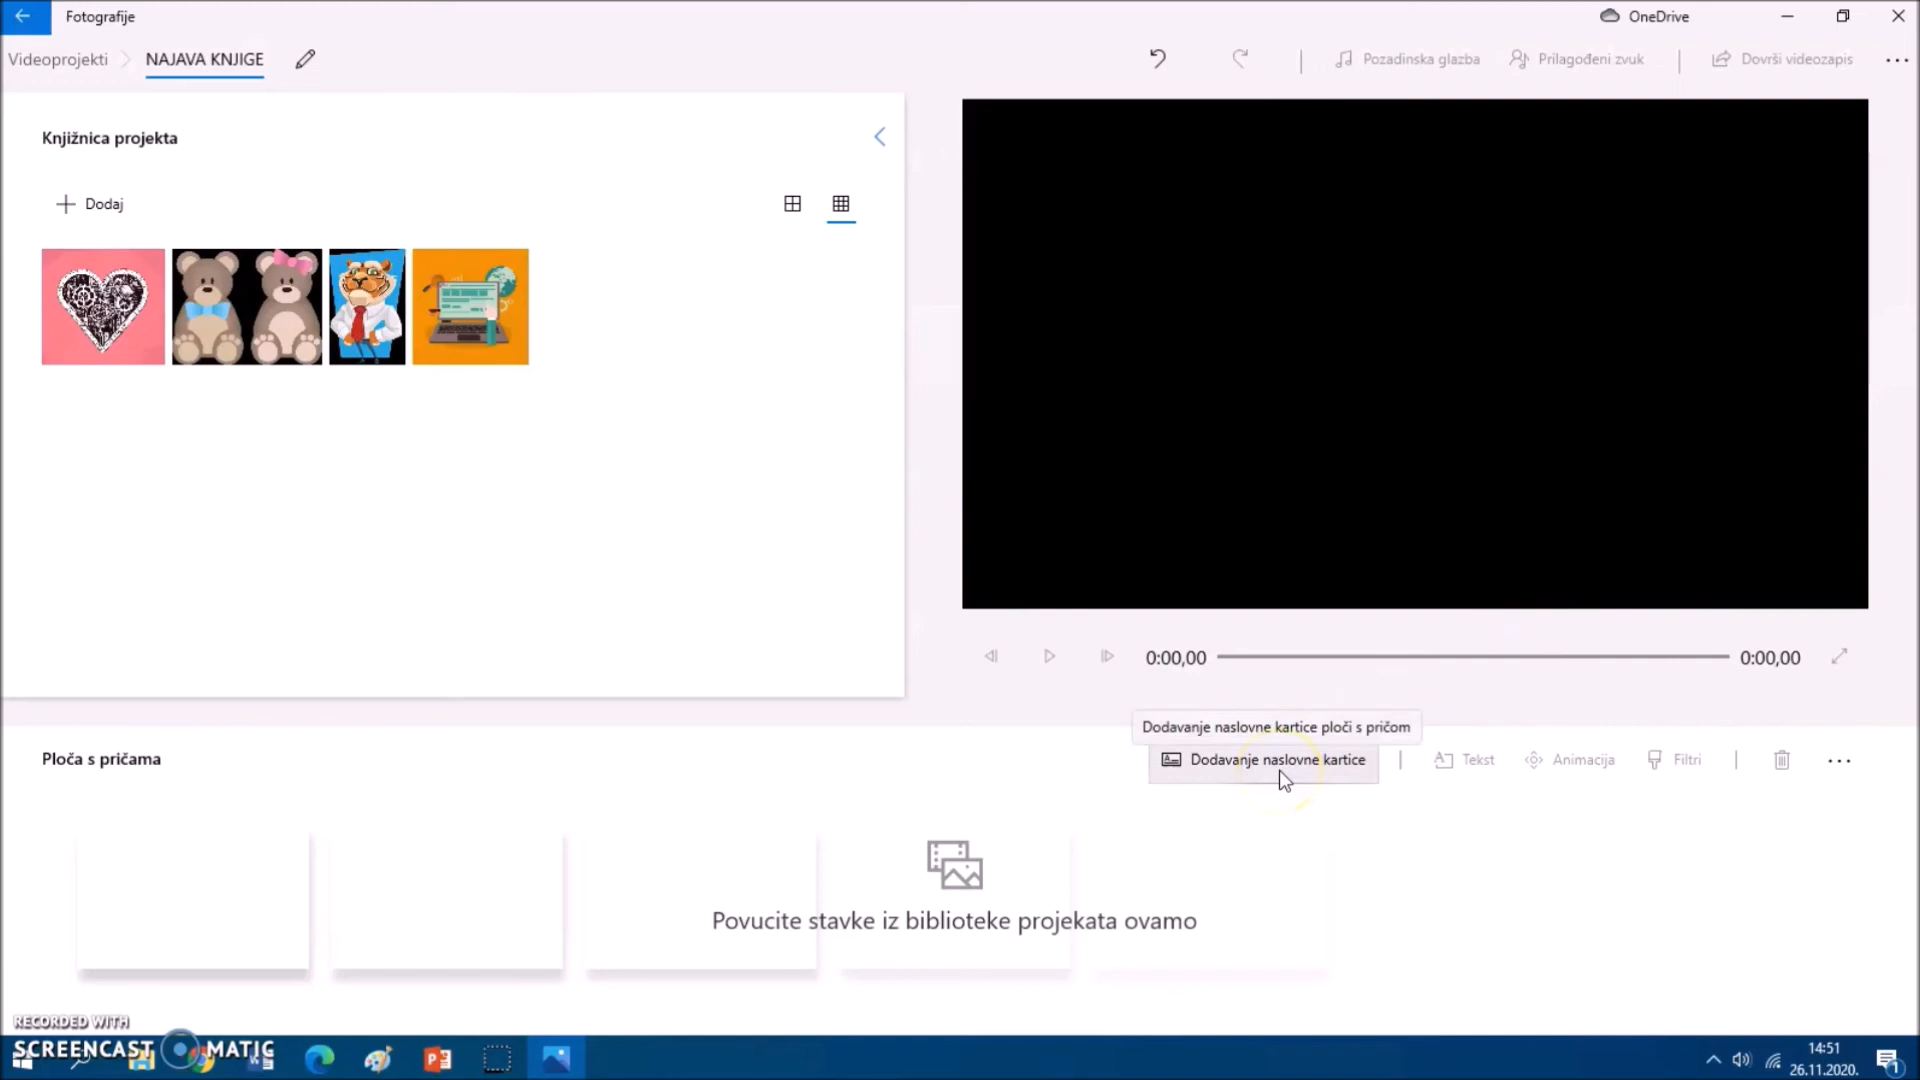 Fotografije
OneDrive
Videoprojekti
NAJAVA KNJIGE
Pozadinska glazba
Prilagođeni zvuk
Dovrši videozapis
Knjižnica projekta
Dodaj
0:00,00
0:00,00
Dodavanje naslovne kartice ploči s pričom
Ploča s pričama
Dodavanje naslovne kartice
Tekst
Animacija
Filtri
Povucite stavke iz biblioteke projekata ovamo
RECORDED WITH
SCREENCAST MATIC
14:51
26.11.2020.
1